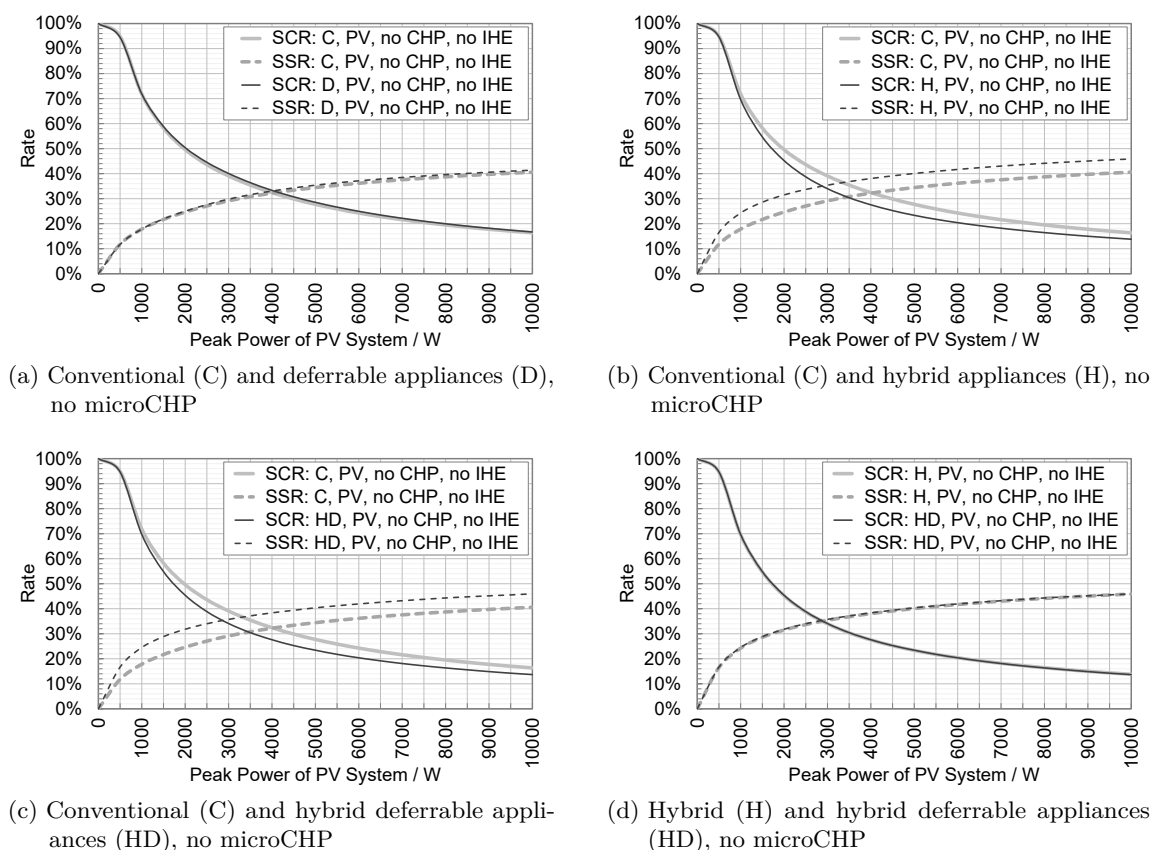 100%
90%
80%
70%
60%
50%
40%
30%
20%
10%
0%
Rate
SCR: C, PV, no CHP, no IHE
SSR: C, PV, no CHP, no IHE
SCR: D, PV, no CHP, no IHE
SSR: D, PV, no CHP, no IHE
0
1000
2000
3000
4000
5000
6000
7000
8000
9000
10000
Peak Power of PV System / W
(a) Conventional (C) and deferrable appliances (D),
no microCHP
100%
90%
80%
70%
60%
50%
40%
30%
20%
10%
0%
Rate
SCR: C, PV, no CHP, no IHE
SSR: C, PV, no CHP, no IHE
SCR: H, PV, no CHP, no IHE
SSR: H, PV, no CHP, no IHE
0
1000
2000
3000
4000
5000
6000
7000
8000
9000
10000
Peak Power of PV System / W
(b) Conventional (C) and hybrid appliances (H), no
microCHP
100%
90%
80%
70%
60%
50%
40%
30%
20%
10%
0%
Rate
SCR: C, PV, no CHP, no IHE
SSR: C, PV, no CHP, no IHE
SCR: HD, PV, no CHP, no IHE
SSR: HD, PV, no CHP, no IHE
0
1000
2000
3000
4000
5000
6000
7000
8000
9000
10000
Peak Power of PV System / W
(c) Conventional (C) and hybrid deferrable appli-
ances (HD), no microCHP
100%
90%
80%
70%
60%
50%
40%
30%
20%
10%
0%
Rate
SCR: H, PV, no CHP, no IHE
SSR: H, PV, no CHP, no IHE
SCR: HD, PV, no CHP, no IHE
SSR: HD, PV, no CHP, no IHE
0
1000
2000
3000
4000
5000
6000
7000
8000
9000
10000
Peak Power of PV System / W
(d) Hybrid (H) and hybrid deferrable appliances
(HD), no microCHP